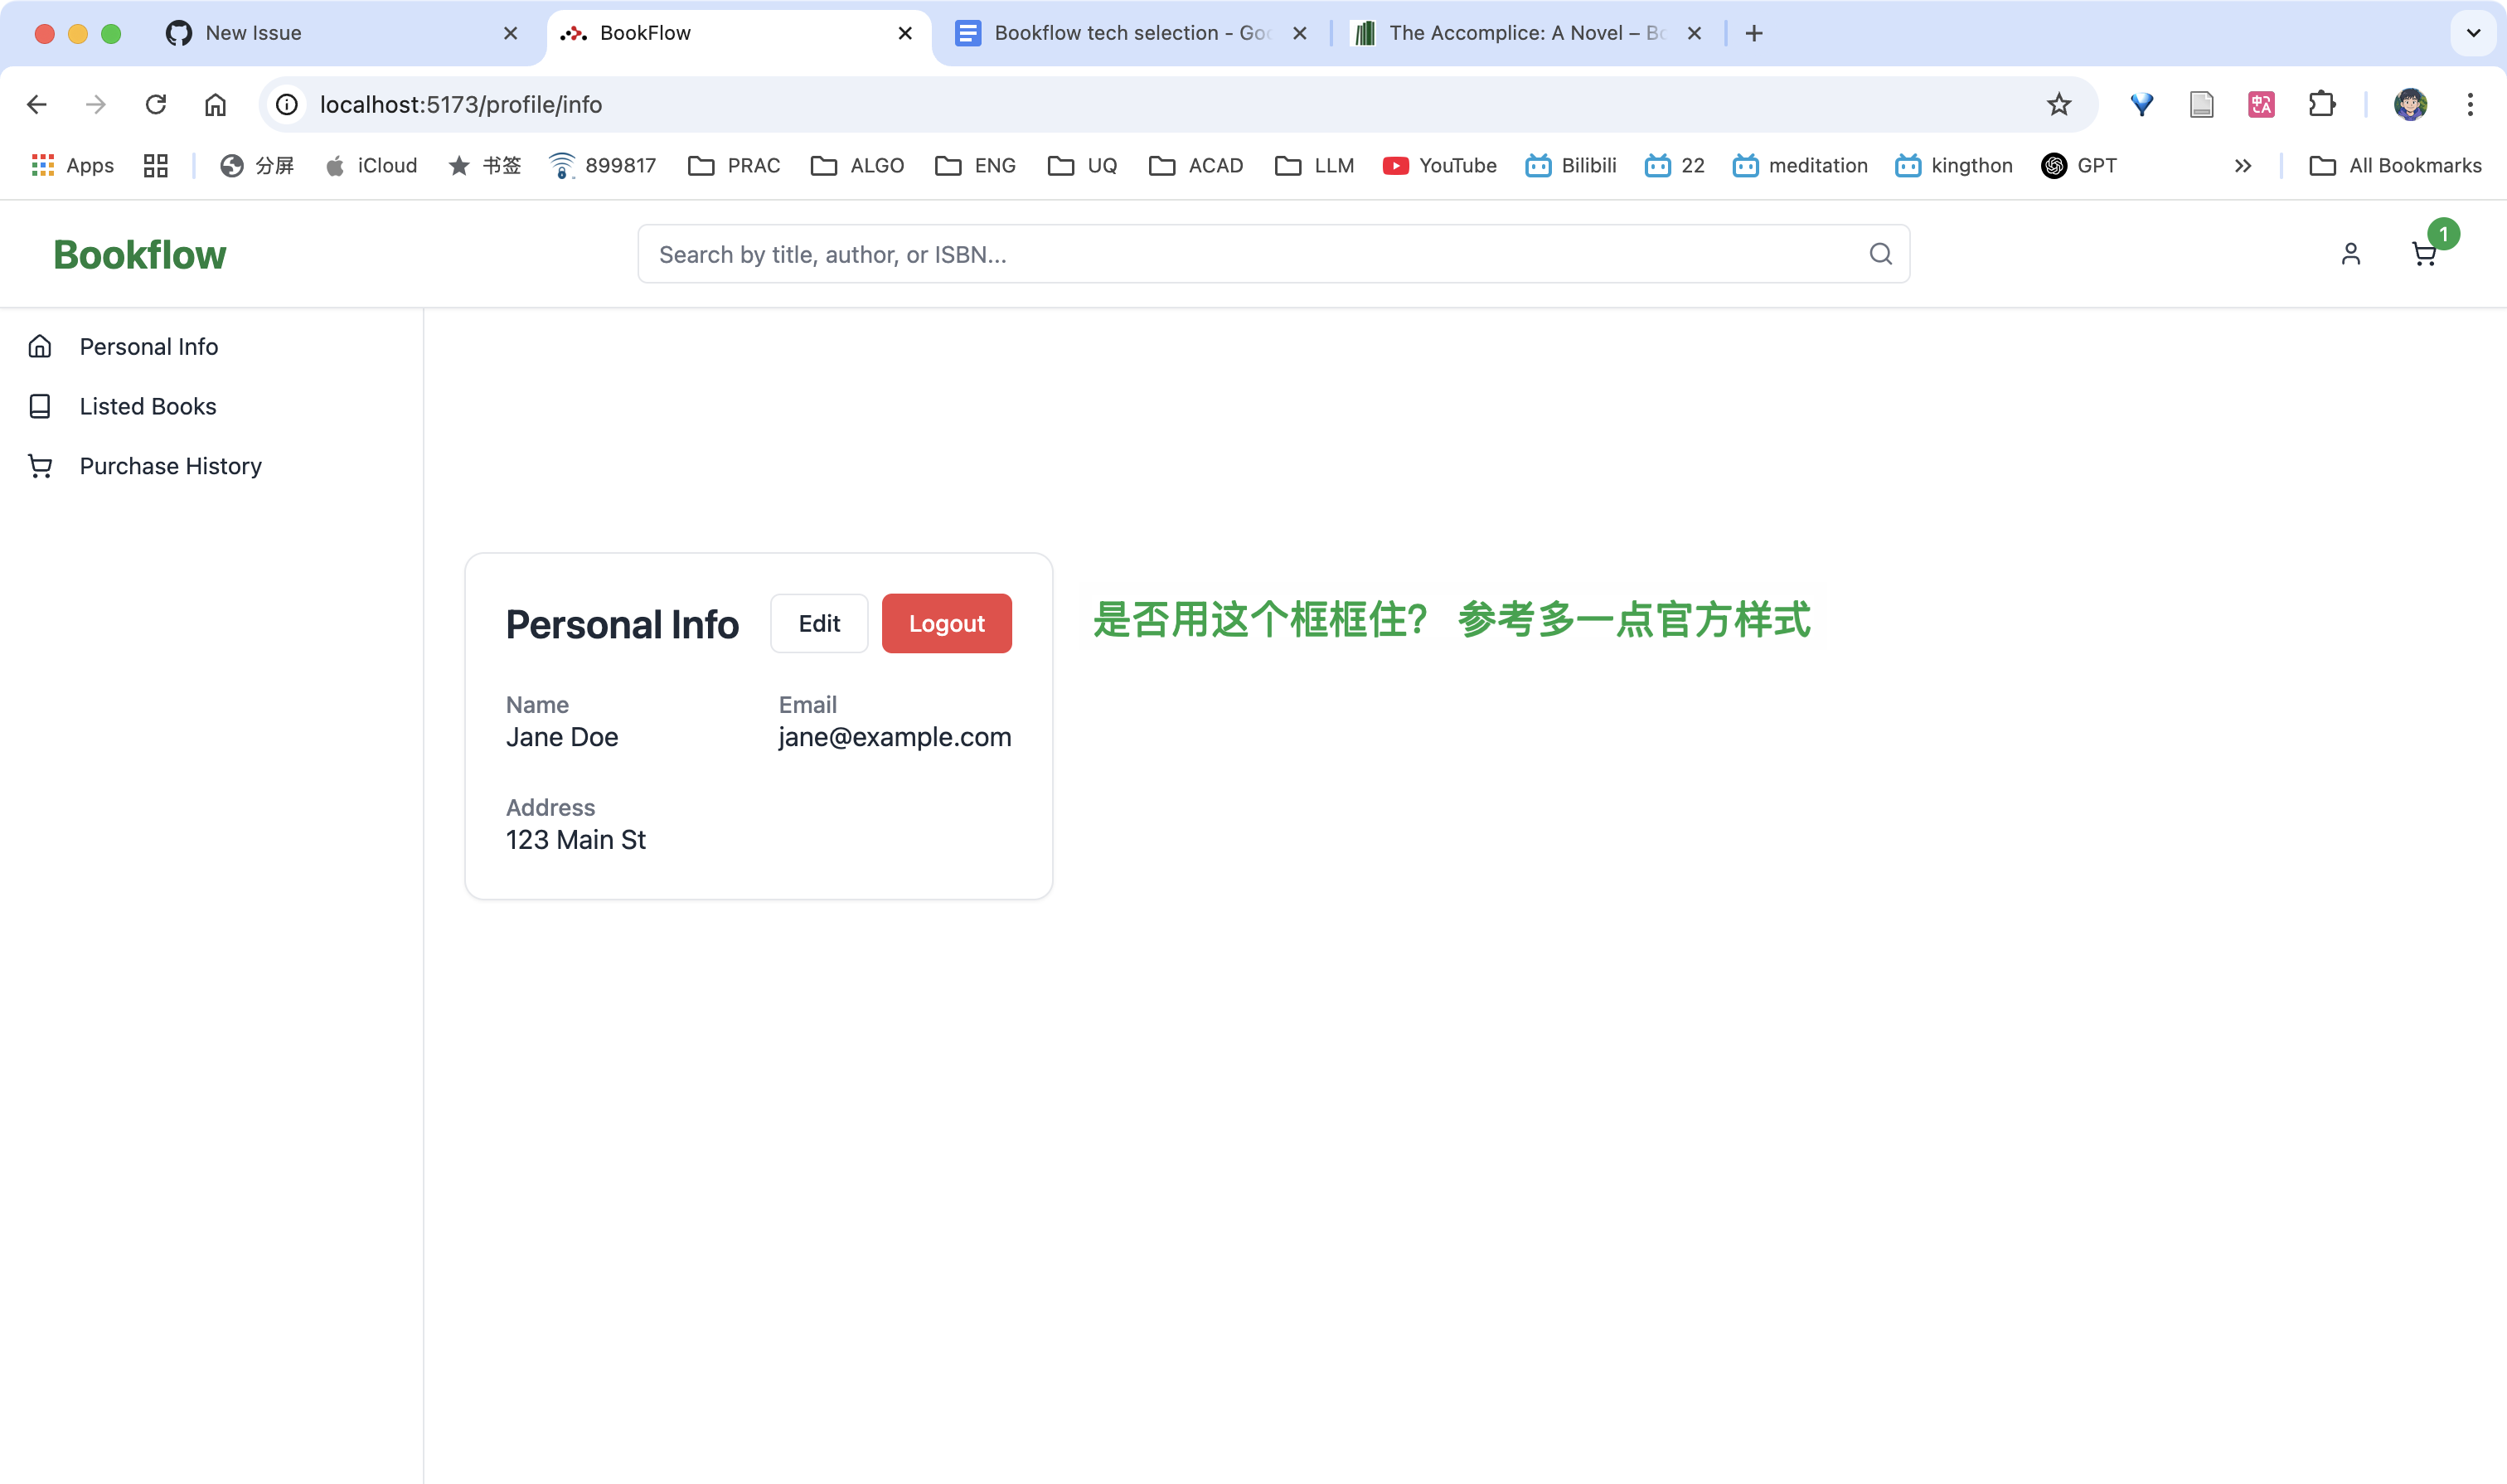 New Issue
BookFlow
Bookflow tech selection - Goo
The Accomplice: A Novel – Bo
localhost:5173/profile/info
Apps
分屏
iCloud
书签
899817
PRAC
ALGO
ENG
UQ
ACAD
LLM
YouTube
Bilibili
22
meditation
kingthon
GPT
All Bookmarks
Bookflow
Search by title, author, or ISBN...
1
Personal Info
Listed Books
Purchase History
Personal Info
Edit
Logout
是否用这个框框住? 参考多一点官方样式
Name
Jane Doe
Email
jane@example.com
Address
123 Main St